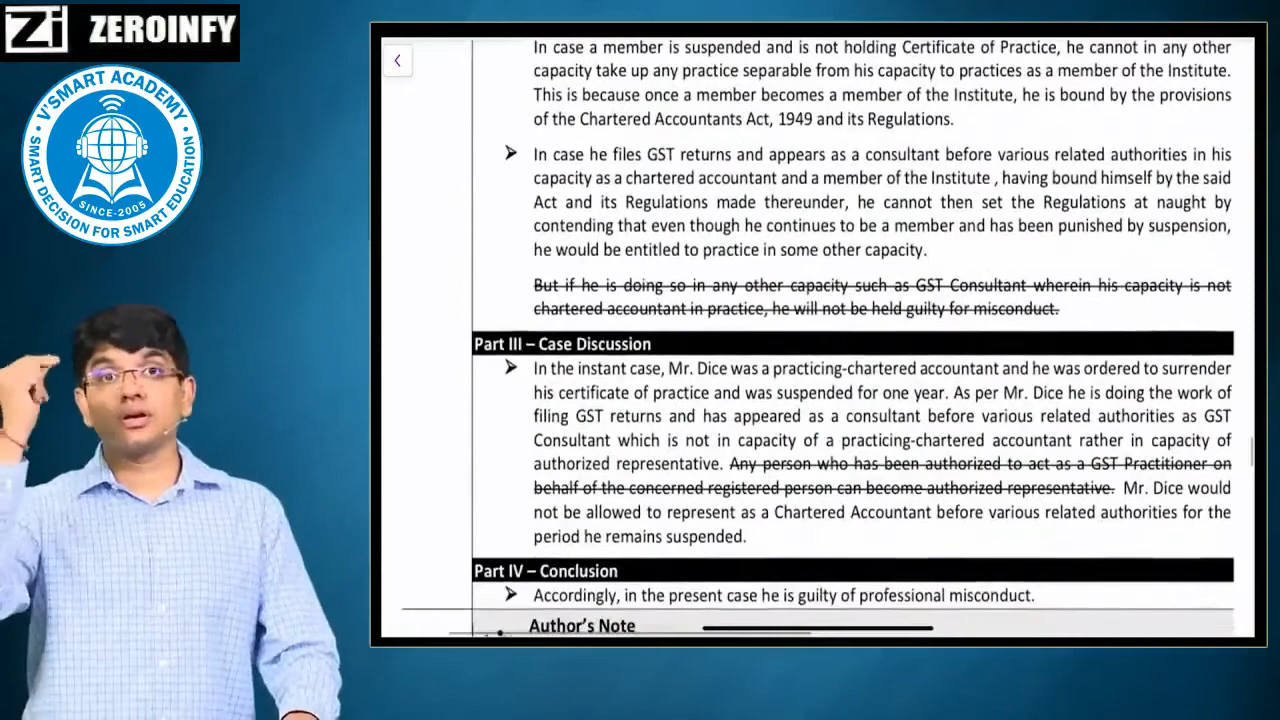 Zi ZEROINFY
• V'SMART ACADEMY •
SMART DECISION FOR SMART EDUCATION
SINCE-2005
In case a member is suspended and is not holding Certificate of Practice, he cannot in any other
capacity take up any practice separable from his capacity to practices as a member of the Institute.
This is because once a member becomes a member of the Institute, he is bound by the provisions
of the Chartered Accountants Act, 1949 and its Regulations.
➢ In case he files GST returns and appears as a consultant before various related authorities in his
capacity as a chartered accountant and a member of the Institute , having bound himself by the said
Act and its Regulations made thereunder, he cannot then set the Regulations at naught by
contending that even though he continues to be a member and has been punished by suspension,
he would be entitled to practice in some other capacity.
But if he is doing so in any other capacity such as GST Consultant wherein his capacity is not
chartered accountant in practice, he will not be held guilty for misconduct.
Part III – Case Discussion
➢ In the instant case, Mr. Dice was a practicing-chartered accountant and he was ordered to surrender
his certificate of practice and was suspended for one year. As per Mr. Dice he is doing the work of
filing GST returns and has appeared as a consultant before various related authorities as GST
Consultant which is not in capacity of a practicing-chartered accountant rather in capacity of
authorized representative. Any person who has been authorized to act as a GST Practitioner on
behalf of the concerned registered person can become authorized representative. Mr. Dice would
not be allowed to represent as a Chartered Accountant before various related authorities for the
period he remains suspended.
Part IV – Conclusion
➢ Accordingly, in the present case he is guilty of professional misconduct.
Author's Note